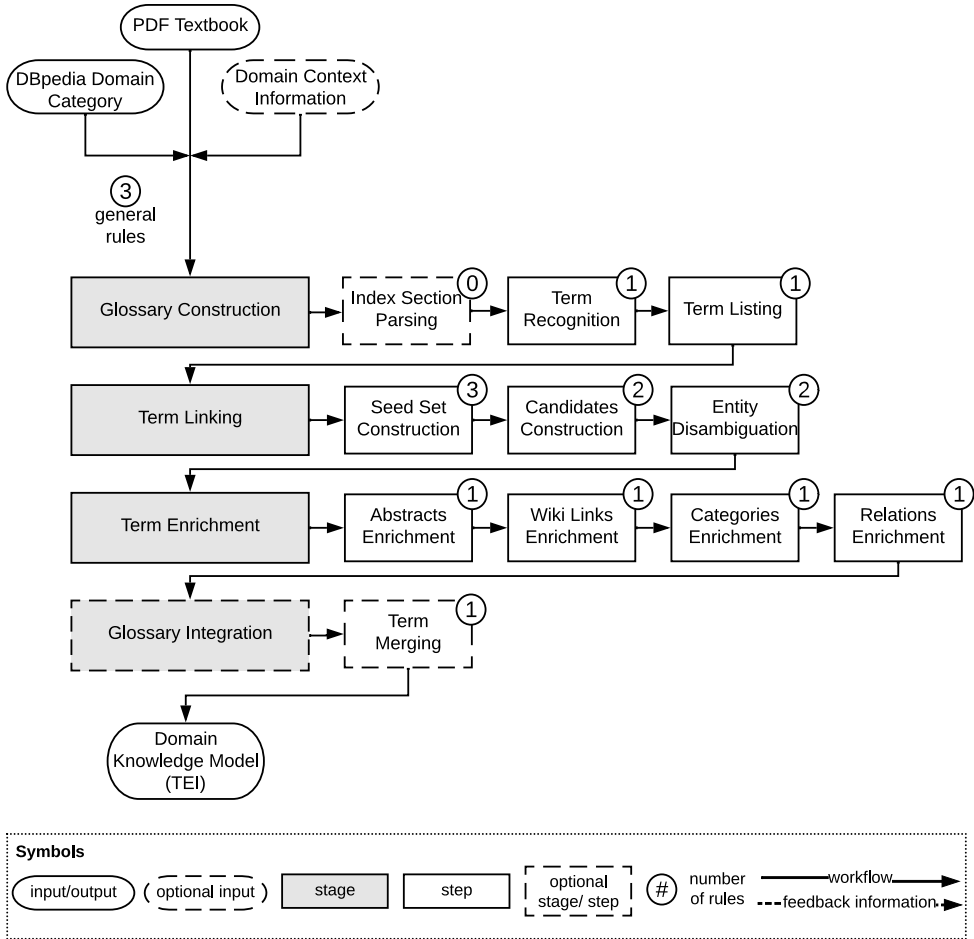 PDF Textbook
DBpedia Domain
Category
Domain Context
Information
3
general
rules
Glossary Construction
Index Section
Parsing
0
Term
Recognition
1
Term Listing
1
Term Linking
Seed Set
Construction
3
Candidates
Construction
2
Entity
Disambiguation
2
Term Enrichment
Abstracts
Enrichment
1
Wiki Links
Enrichment
1
Categories
Enrichment
1
Relations
Enrichment
1
Glossary Integration
Term
Merging
1
Domain
Knowledge Model
(TEI)
Symbols
input/output
optional input
stage
step
optional
stage/ step
#
number
of rules
workflow
feedback information